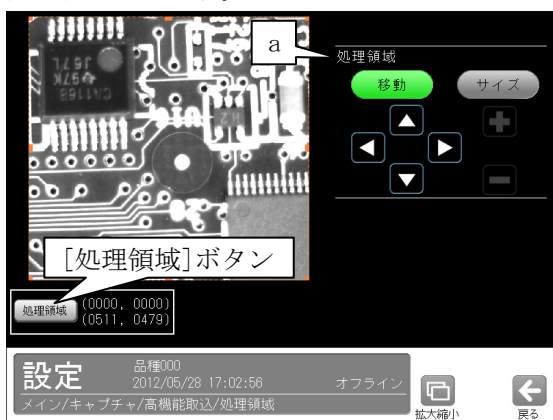 a
処理領域
移動
サイズ
[処理領域]ボタン
処理領域
(0000, 0000)
(0511, 0479)
設定
品種000
2012/05/28 17:02:56
オフライン
メイン/キャプチャ/高機能取込/処理領域
拡大縮小
戻る